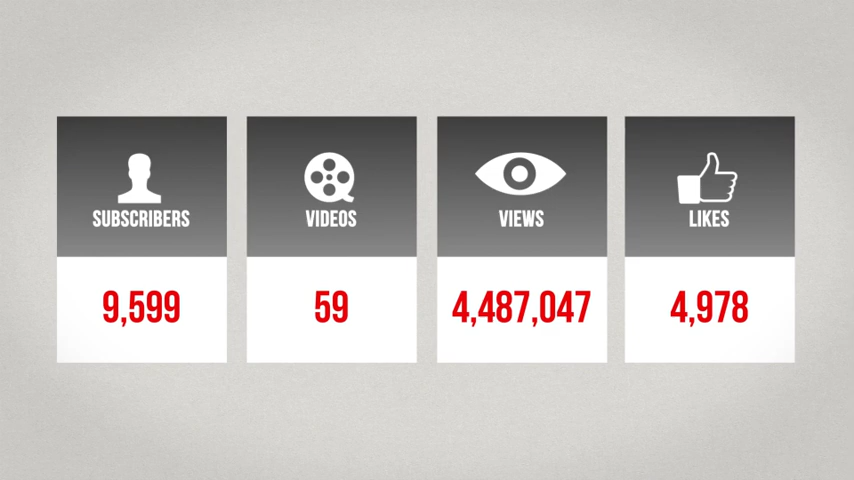 SUBSCRIBERS
9,599
VIDEOS
59
VIEWS
4,487,047
LIKES
4,978